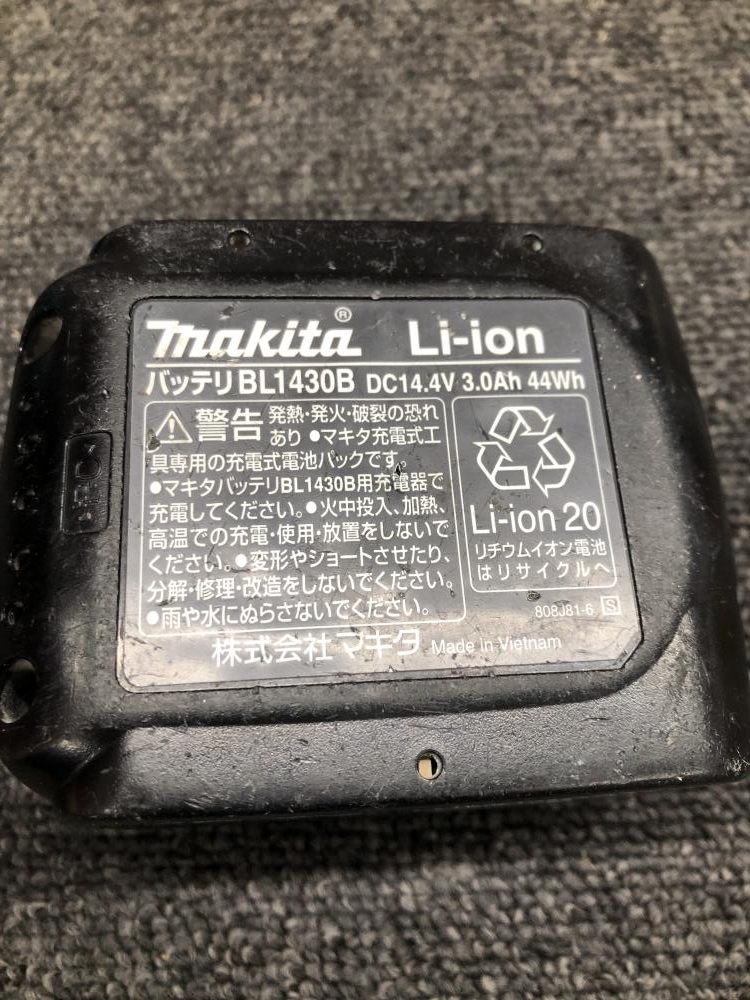 makita® Li-ion
バッテリBL1430B DC14.4V 3.0Ah 44Wh
警告 発熱・発火・破裂の恐れ
あり ●マキタ充電式工
具専用の充電式電池パックです。
●マキタバッテリBL1430B用充電器で
充電してください。●火中投入、加熱、
高温での充電・使用・放置をしないで
ください。●変形やショートさせたり、
分解・修理・改造をしないでください。
●雨や水にぬらさないでください。
Li-ion 20
リチウムイオン電池
はリサイクルへ
808J81-6 S
株式会社マキタ Made in Vietnam